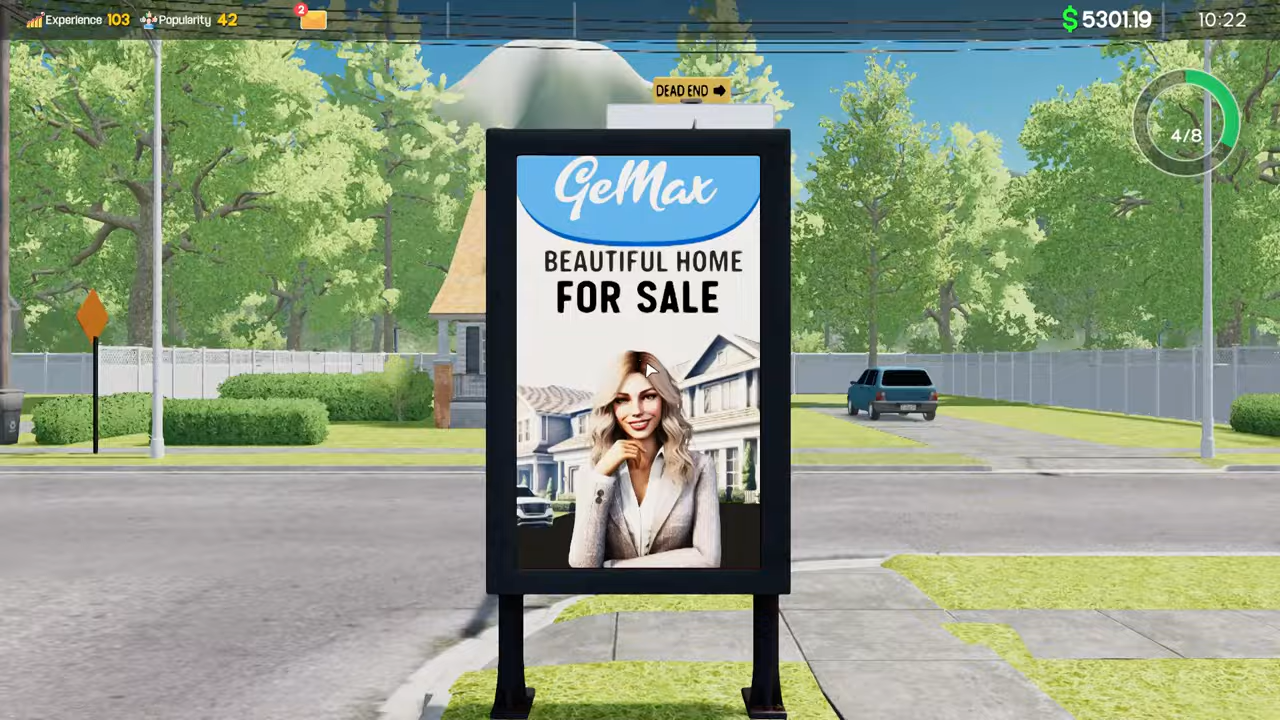 Experience 103 Popularity 42
2
$ 5301.19
10:22
DEAD END
4/8
GeMax
BEAUTIFUL HOME
FOR SALE